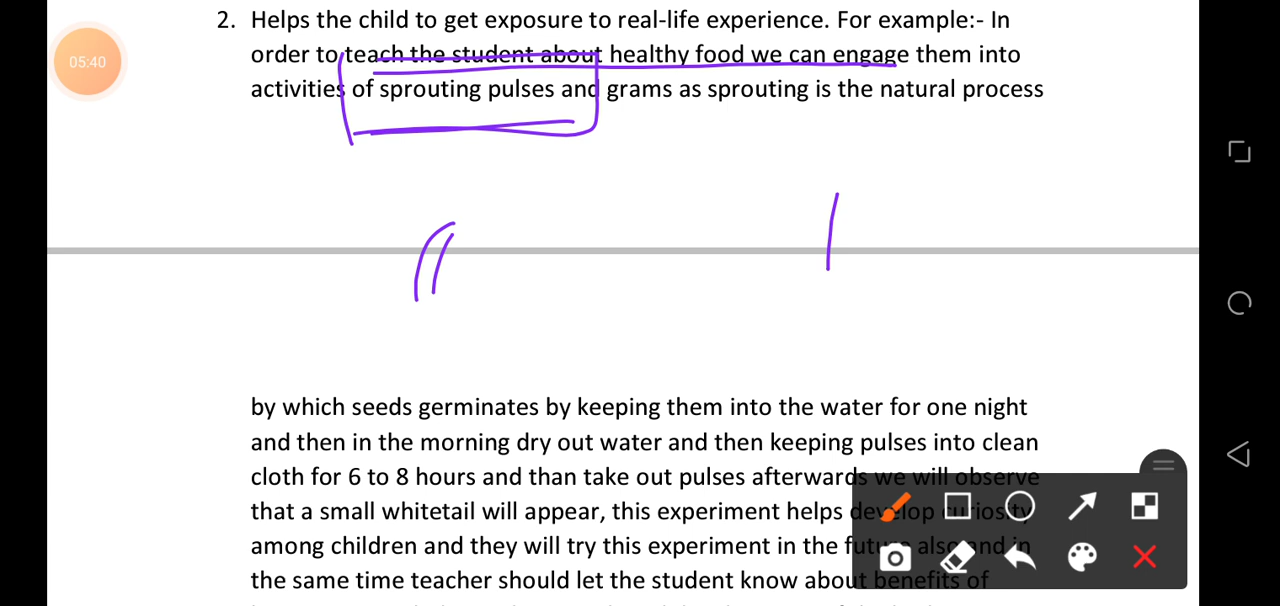 05:40
2. Helps the child to get exposure to real-life experience. For example:- In
order to teach the student about healthy food we can engage them into
activities of sprouting pulses and grams as sprouting is the natural process
by which seeds germinates by keeping them into the water for one night
and then in the morning dry out water and then keeping pulses into clean
cloth for 6 to 8 hours and than take out pulses afterwards we will observe
that a small whitetail will appear, this experiment helps develop curiosity
among children and they will try this experiment in the future also and in
the same time teacher should let the student know about benefits of